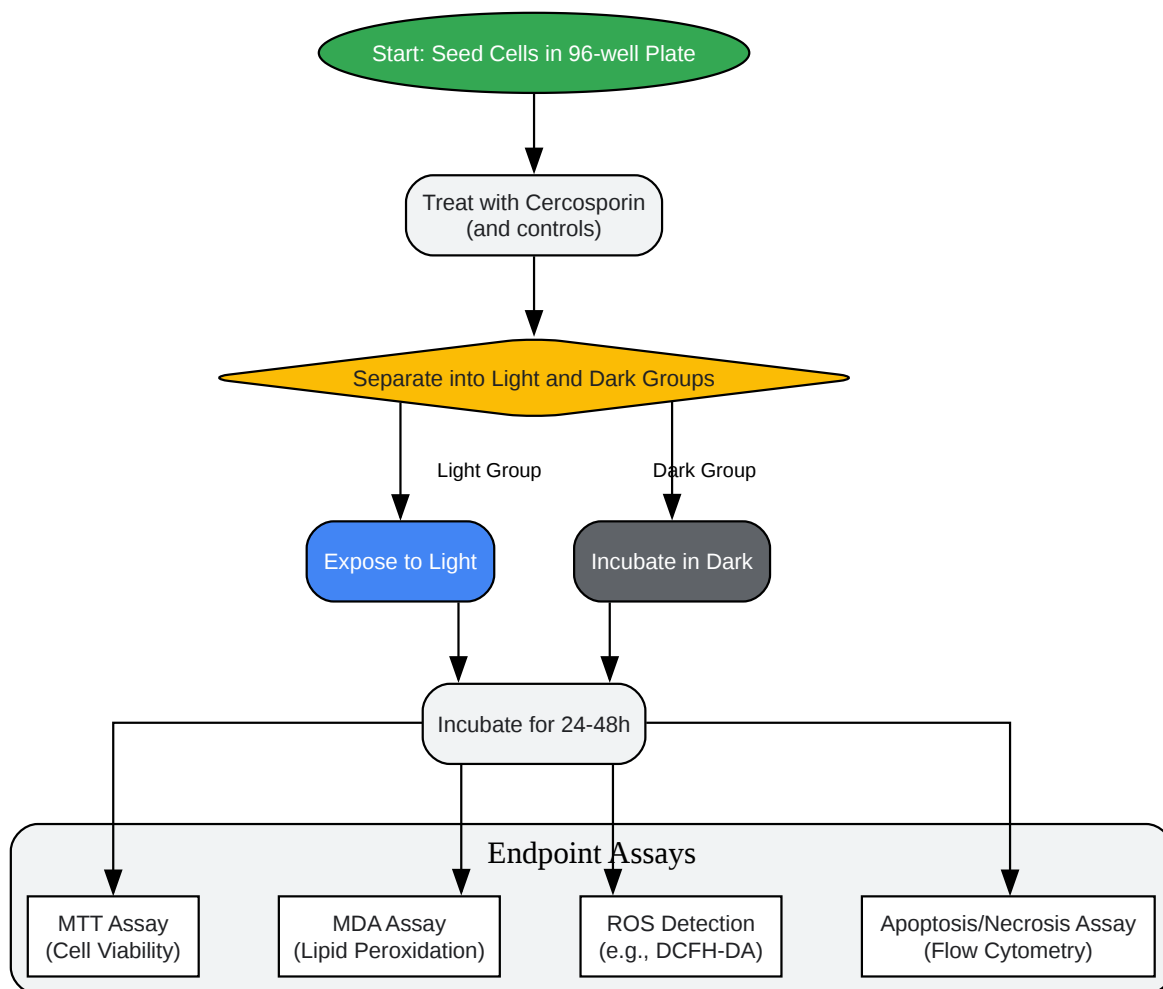 Start: Seed Cells in 96-well Plate
Treat with Cercosporin
(and controls)
Separate into Light and Dark Groups
Light Group
Dark Group
Expose to Light
Incubate in Dark
Incubate for 24-48h
Endpoint Assays
MTT Assay
(Cell Viability)
MDA Assay
(Lipid Peroxidation)
ROS Detection
(e.g., DCFH-DA)
Apoptosis/Necrosis Assay
(Flow Cytometry)